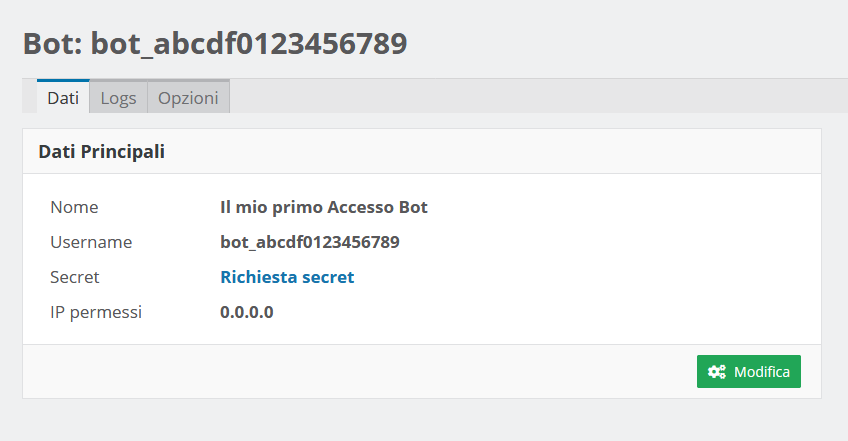 Bot: bot_abcdf0123456789
Dati Logs Opzioni
Dati Principali
Nome Il mio primo Accesso Bot
Username bot_abcdf0123456789
Secret Richiesta secret
IP permessi 0.0.0.0
Modifica